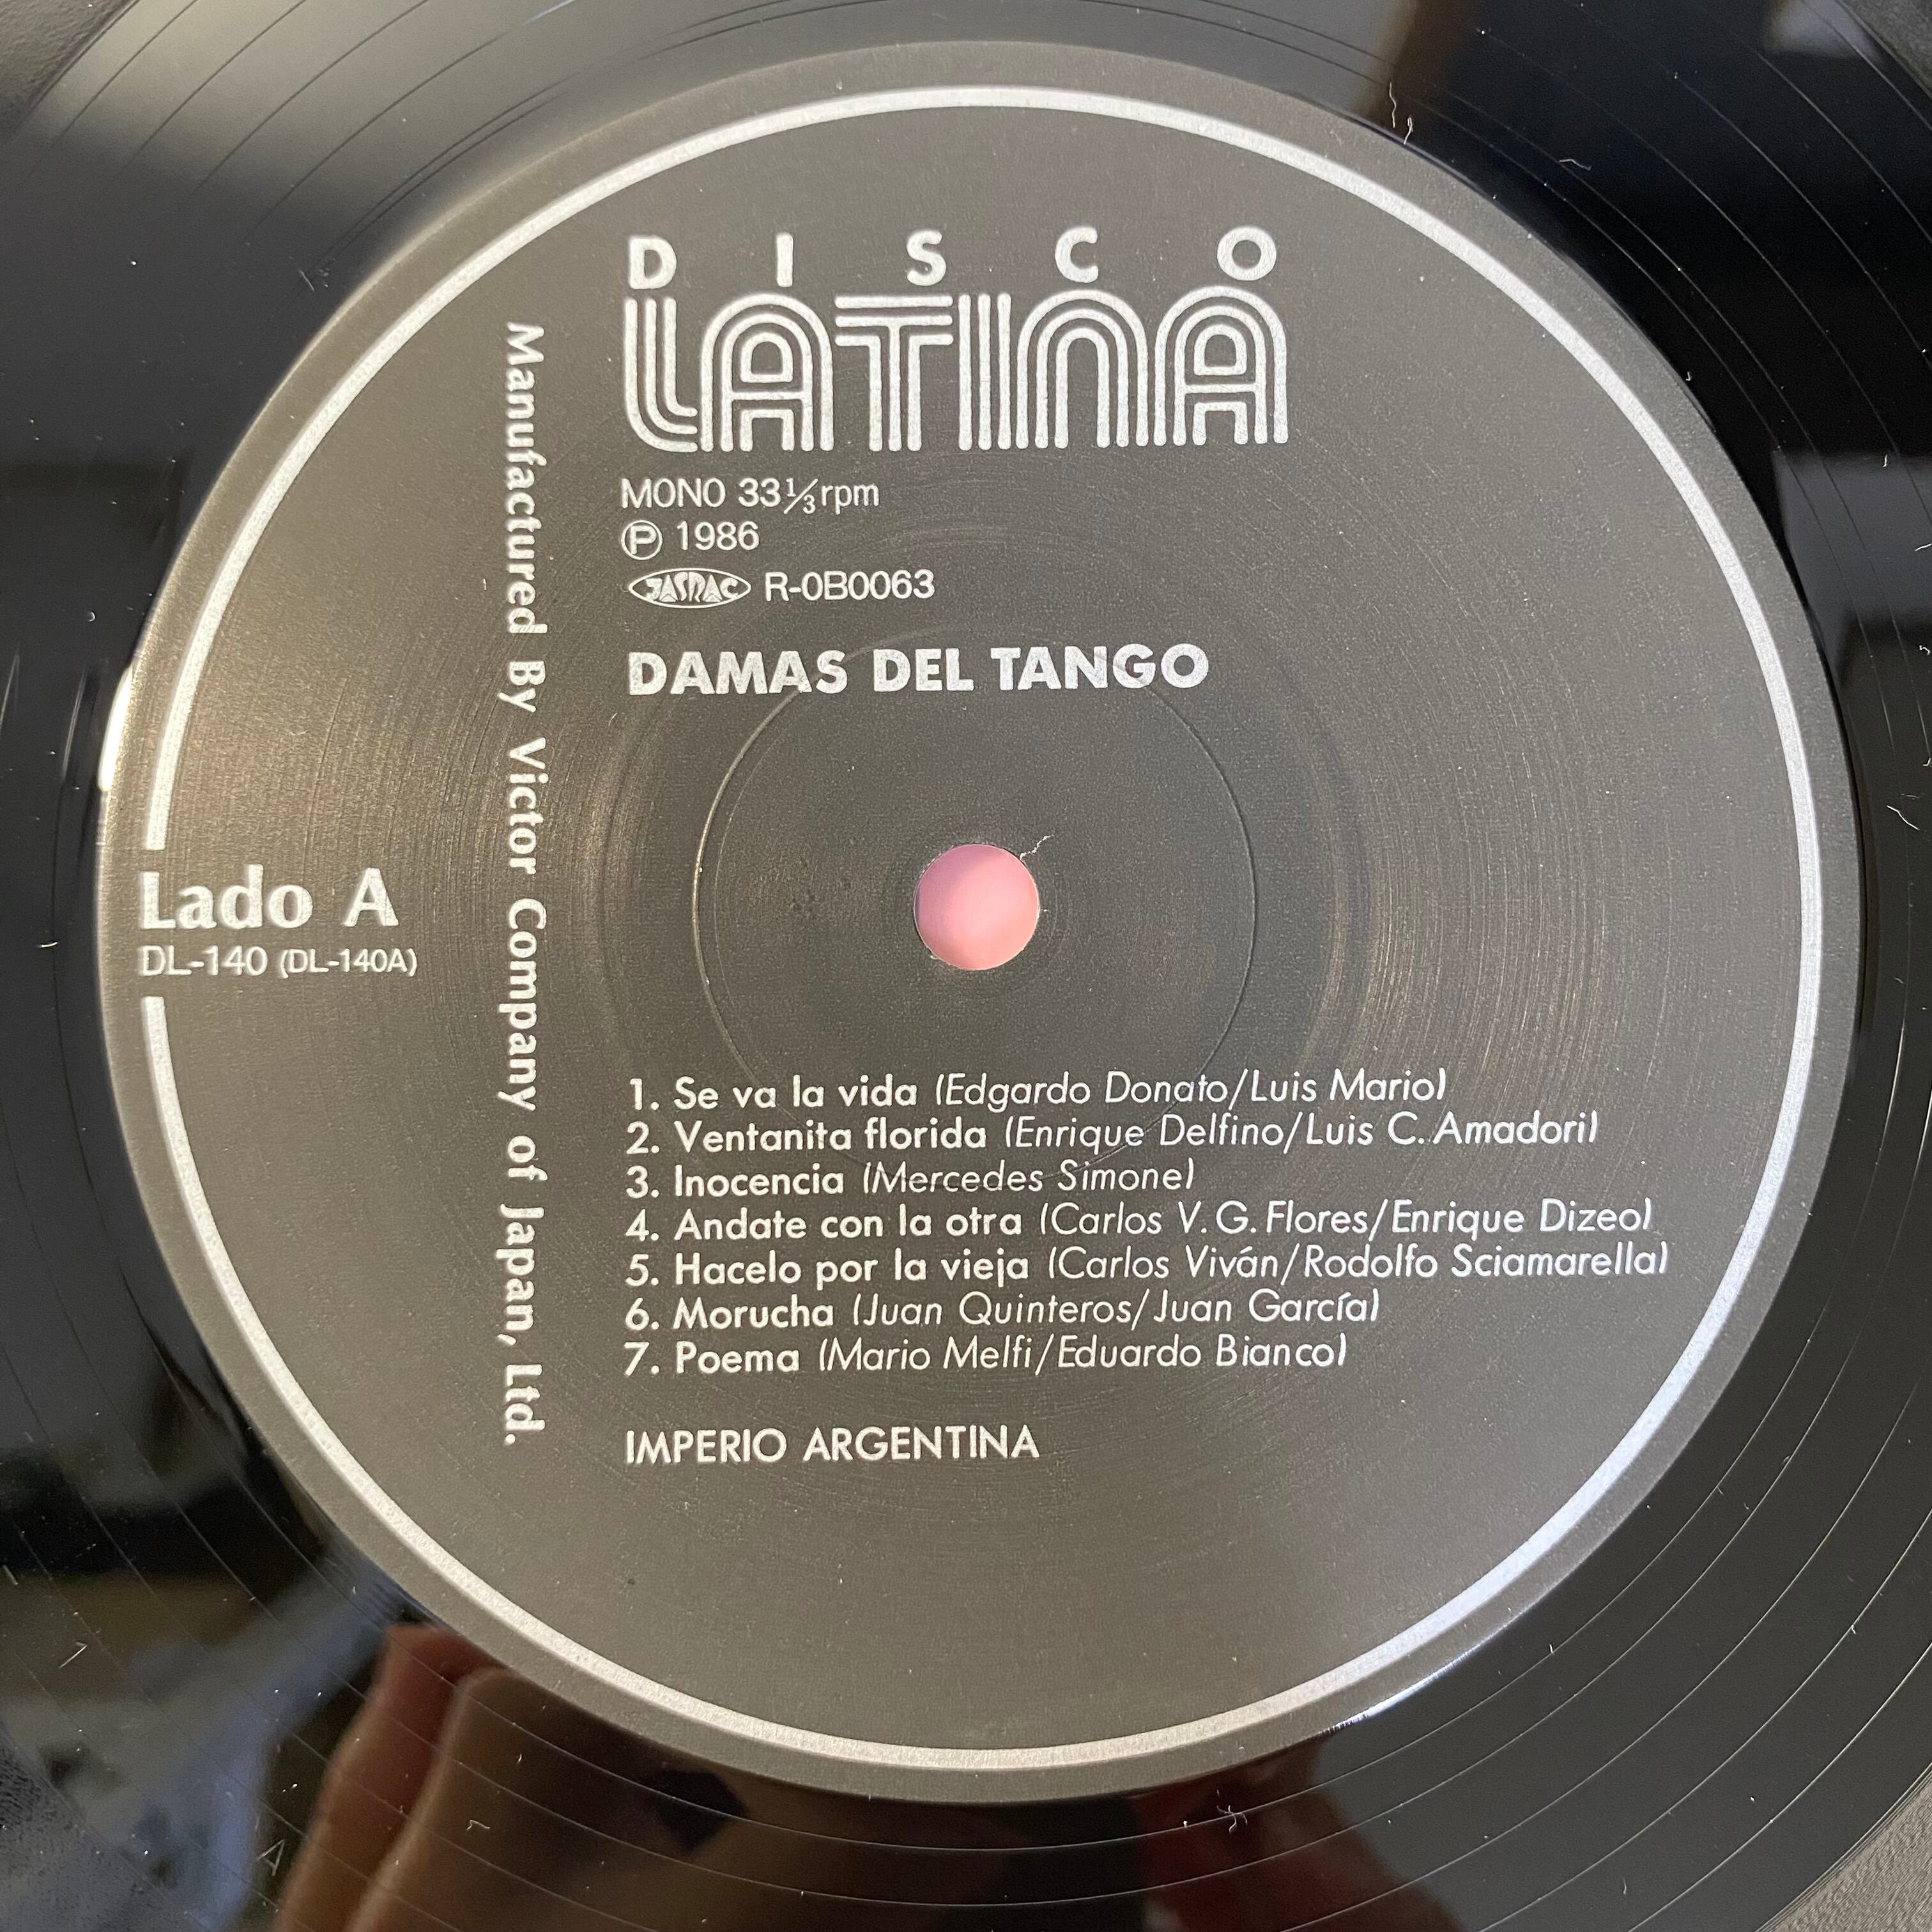 DISCO
LATINA
MONO 33⅓rpm
Ⓟ 1986
JASRAC R-0B0063
DAMAS DEL TANGO
Manufactured By Victor Company of Japan, Ltd.
Lado A
DL-140 (DL-140A)
1. Se va la vida (Edgardo Donato/Luis Mario)
2. Ventanita florida (Enrique Delfino/Luis C. Amadori)
3. Inocencia (Mercedes Simone)
4. Andate con la otra (Carlos V. G. Flores/Enrique Dizeo)
5. Hacelo por la vieja (Carlos Viván/Rodolfo Sciamarella)
6. Morucha (Juan Quinteros/Juan García)
7. Poema (Mario Melfi/Eduardo Bianco)
IMPERIO ARGENTINA